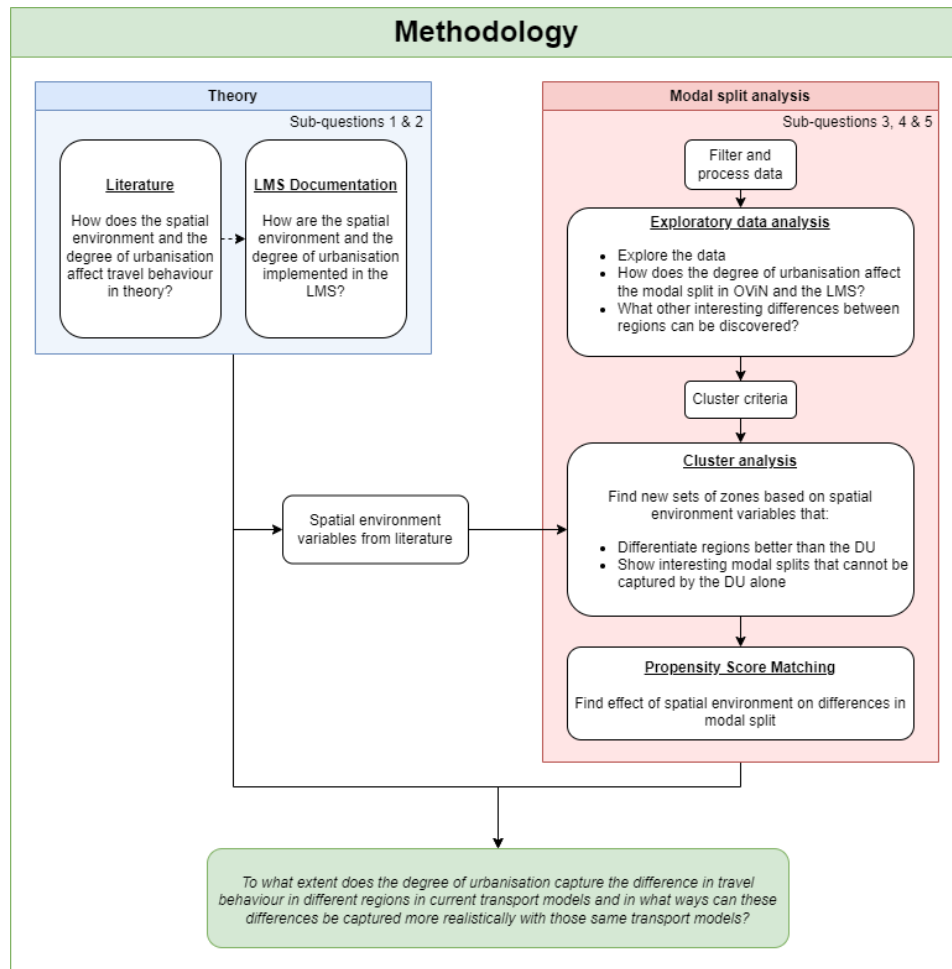 Methodology
Theory
Sub-questions 1 & 2
Literature
How does the spatial
environment and the
degree of urbanisation
affect travel behaviour
in theory?
LMS Documentation
How are the spatial
environment and the
degree of urbanisation
implemented in the
LMS?
Modal split analysis
Sub-questions 3, 4 & 5
Filter and
process data
Exploratory data analysis
• Explore the data
• How does the degree of urbanisation affect
the modal split in OViN and the LMS?
• What other interesting differences between
regions can be discovered?
Cluster criteria
Cluster analysis
Find new sets of zones based on spatial
environment variables that:
• Differentiate regions better than the DU
• Show interesting modal splits that cannot be
captured by the DU alone
Spatial environment
variables from literature
Propensity Score Matching
Find effect of spatial environment on differences in
modal split
To what extent does the degree of urbanisation capture the difference in travel
behaviour in different regions in current transport models and in what ways can these
differences be captured more realistically with those same transport models?